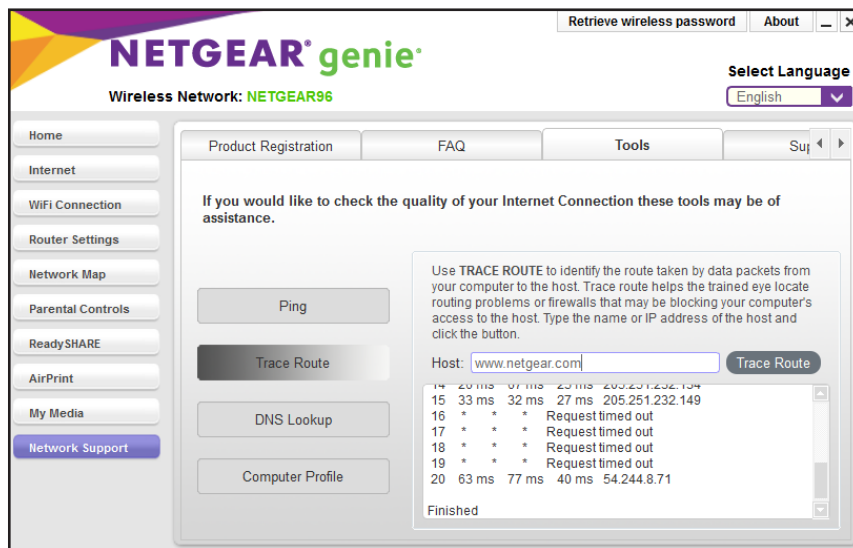 Retrieve wireless password About
NETGEAR® genie®
Select Language
Wireless Network: NETGEAR96
English
Home
Internet
WiFi Connection
Router Settings
Network Map
Parental Controls
ReadySHARE
AirPrint
My Media
Network Support
Product Registration FAQ Tools
If you would like to check the quality of your Internet Connection these tools may be of
assistance.
Ping
Trace Route
DNS Lookup
Computer Profile
Use TRACE ROUTE to identify the route taken by data packets from
your computer to the host. Trace route helps the trained eye locate
routing problems or firewalls that may be blocking your computer's
access to the host. Type the name or IP address of the host and
click the button.
Host: www.netgear.com Trace Route
15 33 ms 32 ms 27 ms 205.251.232.149
16 * * * Request timed out
17 * * * Request timed out
18 * * * Request timed out
19 * * * Request timed out
20 63 ms 77 ms 40 ms 54.244.8.71
Finished